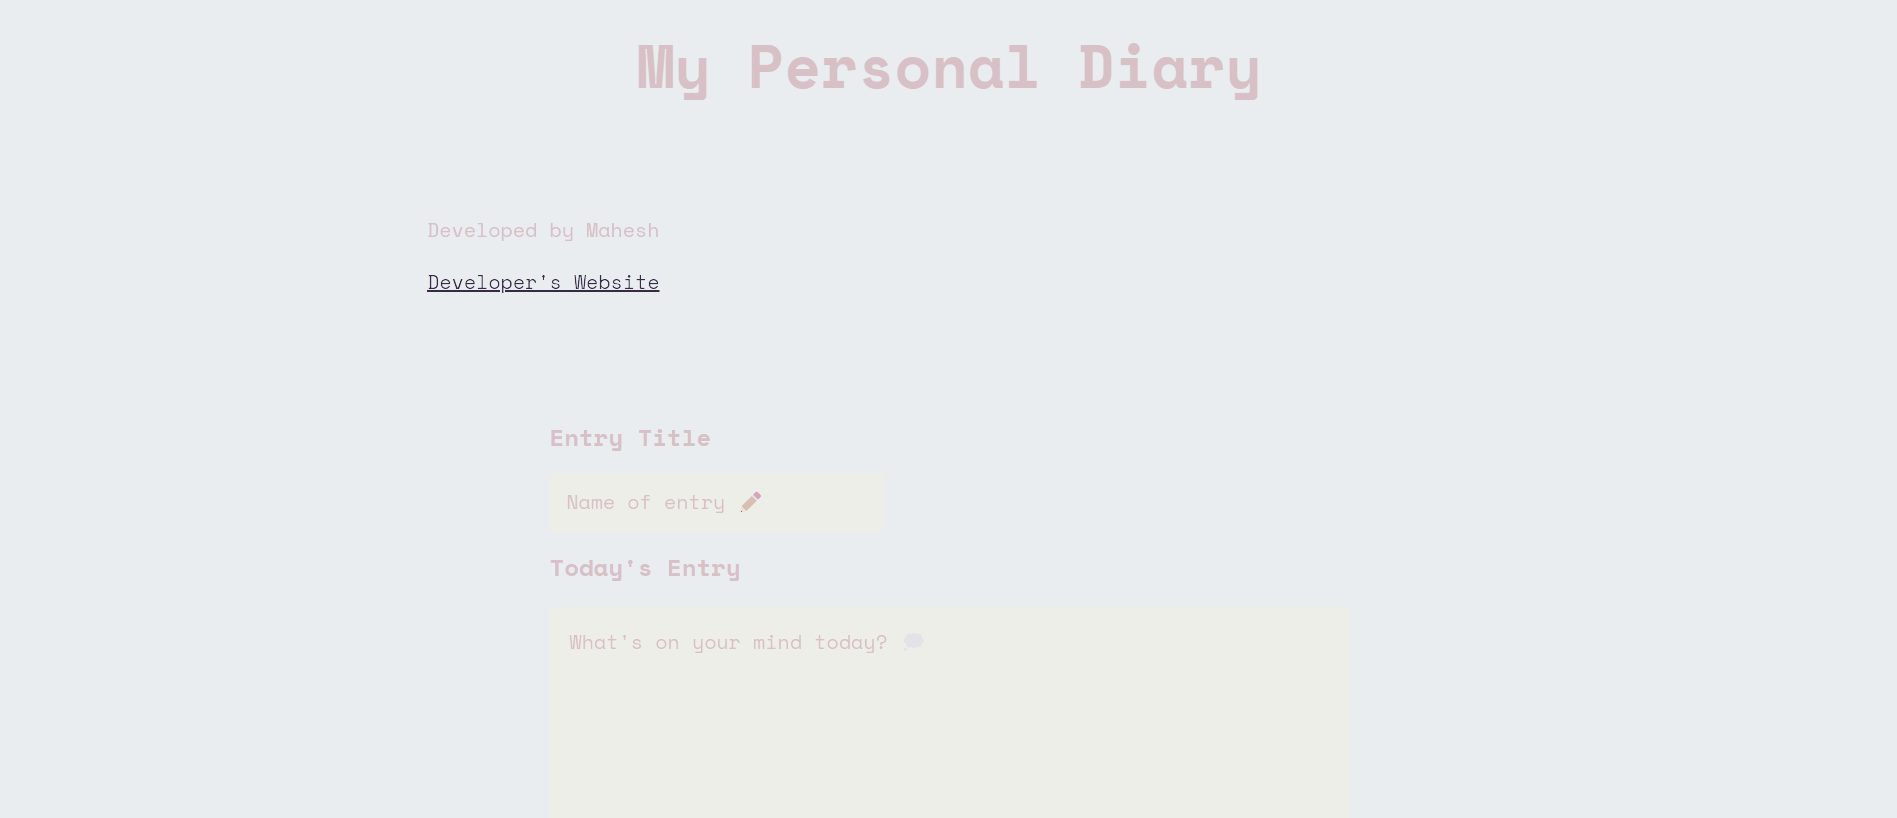 My Personal Diary
Developed by Mahesh
Developer's Website
Entry Title
Name of entry ✏️
Today's Entry
What's on your mind today? 💭